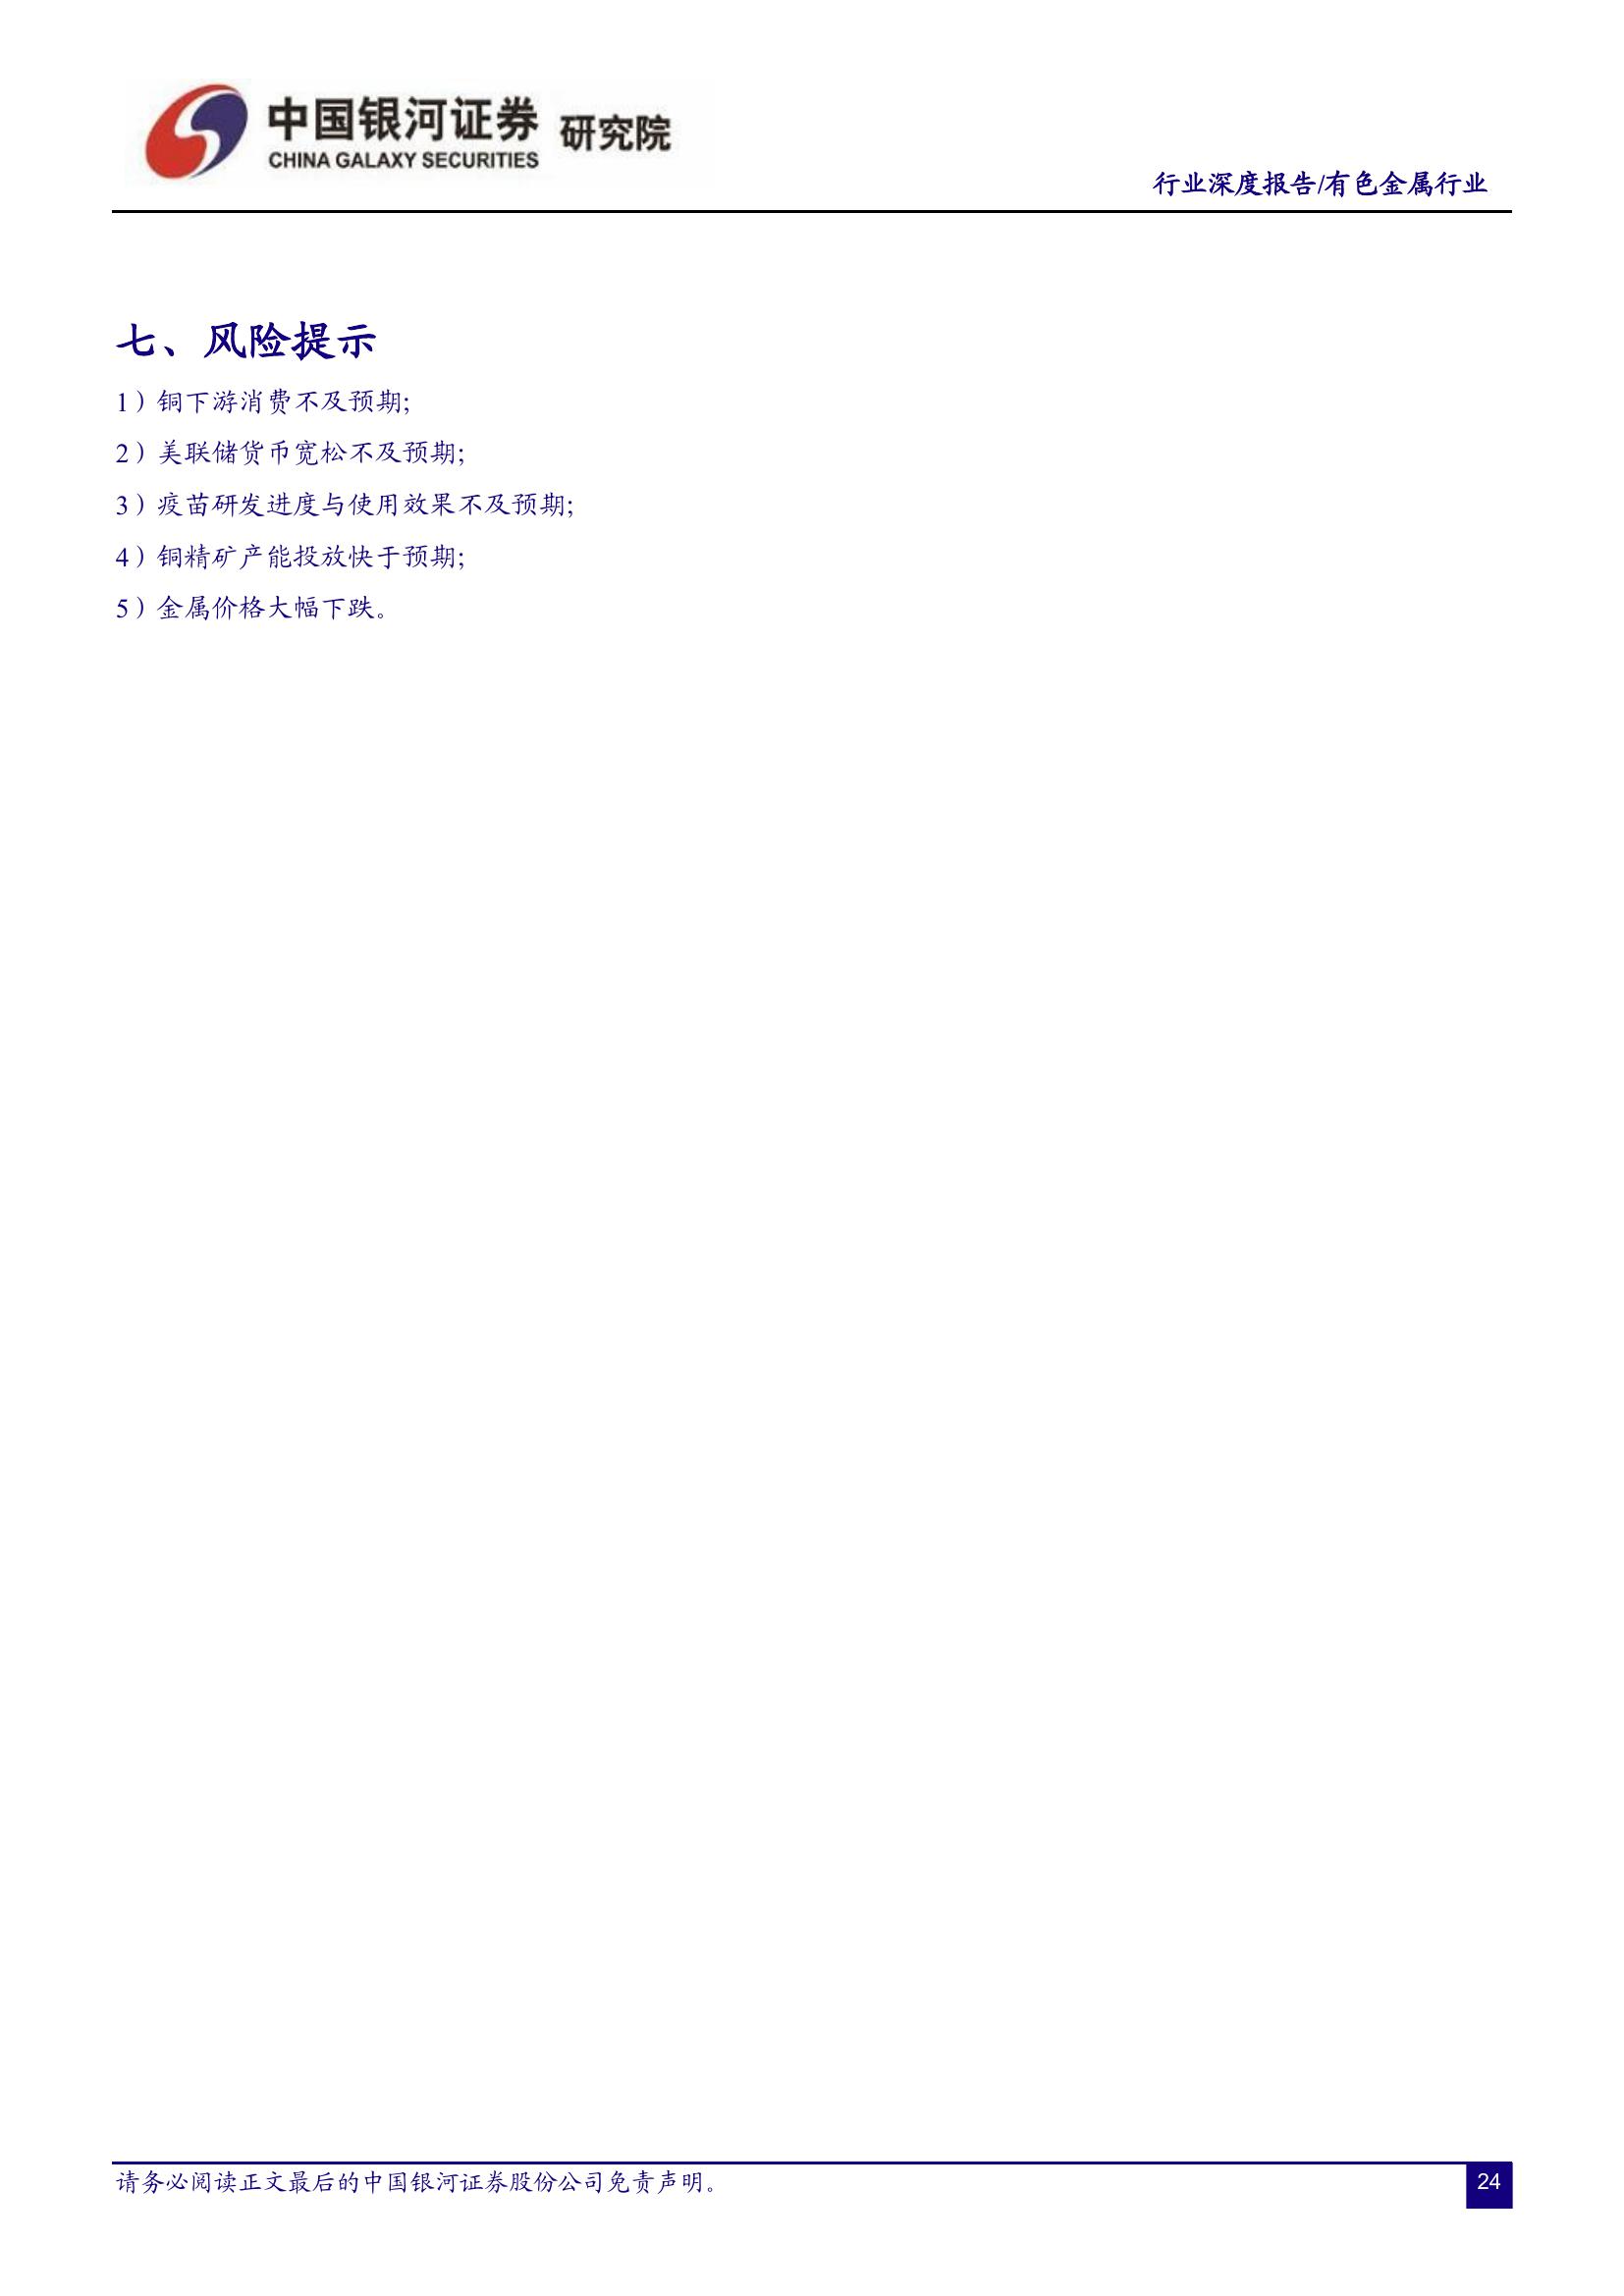 中国银河证券 研究院
CHINA GALAXY SECURITIES
行业深度报告/有色金属行业
七、风险提示
1）铜下游消费不及预期;
2）美联储货币宽松不及预期;
3）疫苗研发进度与使用效果不及预期;
4）铜精矿产能投放快于预期;
5）金属价格大幅下跌。
请务必阅读正文最后的中国银河证券股份公司免责声明。
24